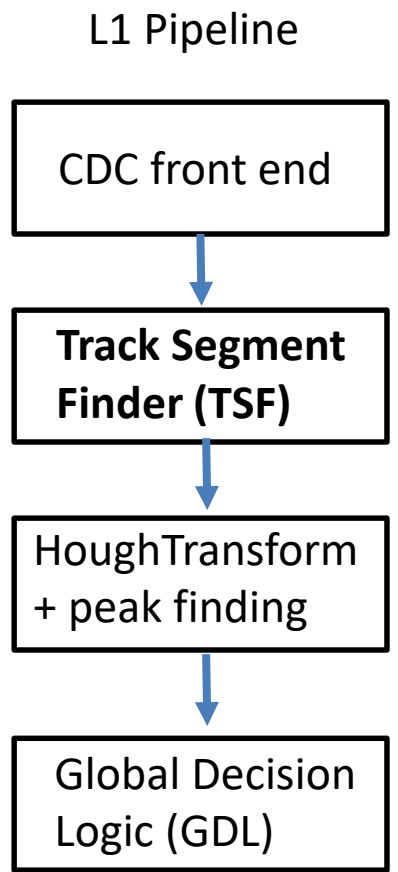 L1 Pipeline
CDC front end
Track Segment
Finder (TSF)
HoughTransform
+ peak finding
Global Decision
Logic (GDL)